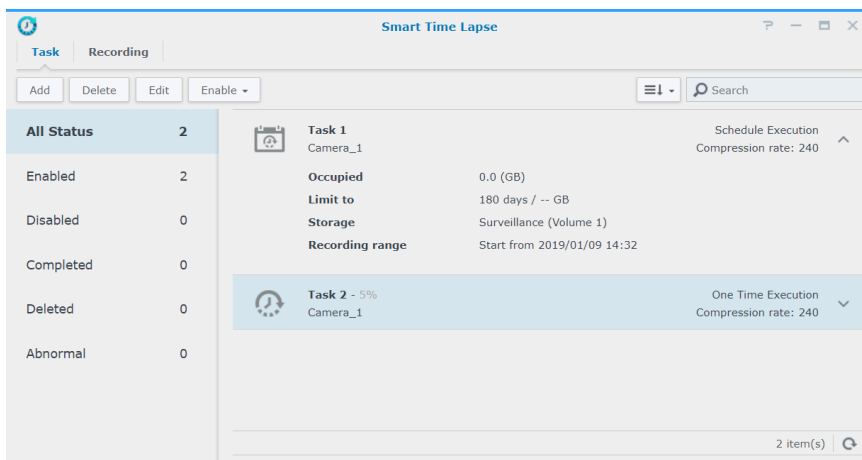 Smart Time Lapse
Task Recording
Add Delete Edit Enable Search
All Status 2
Enabled 2
Disabled 0
Completed 0
Deleted 0
Abnormal 0
Task 1 Schedule Execution
Camera_1 Compression rate: 240
Occupied 0.0 (GB)
Limit to 180 days / -- GB
Storage Surveillance (Volume 1)
Recording range Start from 2019/01/09 14:32
Task 2 - 5% One Time Execution
Camera_1 Compression rate: 240
2 item(s)